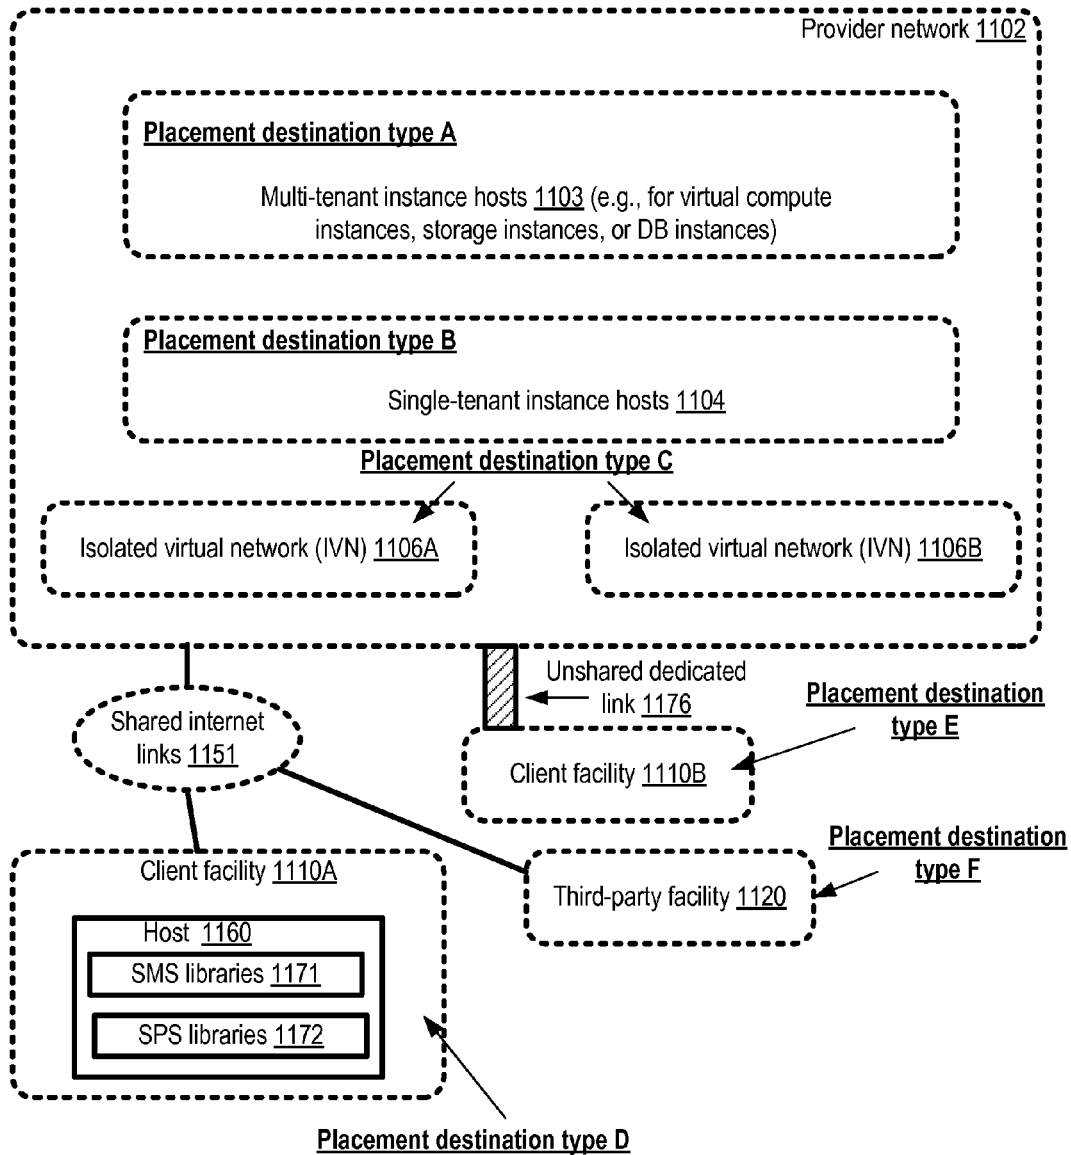 Provider network 1102
Placement destination type A
Multi-tenant instance hosts 1103 (e.g., for virtual compute
instances, storage instances, or DB instances)
Placement destination type B
Single-tenant instance hosts 1104
Placement destination type C
Isolated virtual network (IVN) 1106A
Isolated virtual network (IVN) 1106B
Unshared dedicated
link 1176
Placement destination
type E
Shared internet
links 1151
Client facility 1110B
Placement destination
type F
Client facility 1110A
Third-party facility 1120
Host 1160
SMS libraries 1171
SPS libraries 1172
Placement destination type D